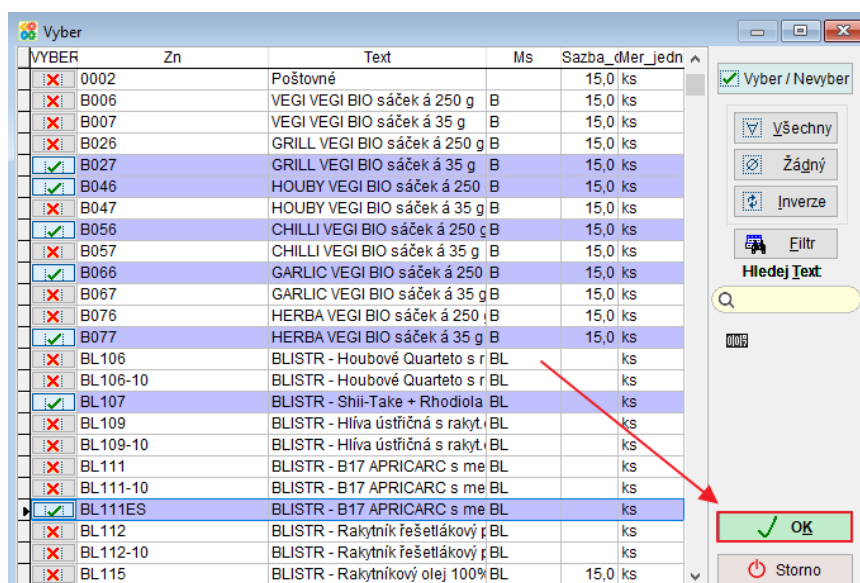 Vyber
VYBER Zn Text Ms Sazba_d Mer_jedn
0002 Poštovné 15,0 ks
B006 VEGI VEGI BIO sáček á 250 g B 15,0 ks
B007 VEGI VEGI BIO sáček á 35 g B 15,0 ks
B026 GRILL VEGI BIO sáček á 250 g B 15,0 ks
B027 GRILL VEGI BIO sáček á 35 g B 15,0 ks
B046 HOUBY VEGI BIO sáček á 250 B 15,0 ks
B047 HOUBY VEGI BIO sáček á 35 g B 15,0 ks
B056 CHILLI VEGI BIO sáček á 250 g B 15,0 ks
B057 CHILLI VEGI BIO sáček á 35 g B 15,0 ks
B066 GARLIC VEGI BIO sáček á 250 B 15,0 ks
B067 GARLIC VEGI BIO sáček á 35 g B 15,0 ks
B076 HERBA VEGI BIO sáček á 250 B 15,0 ks
B077 HERBA VEGI BIO sáček á 35 g B 15,0 ks
BL106 BLISTR - Houbové Quarteto s r BL ks
BL106-10 BLISTR - Houbové Quarteto s r BL ks
BL107 BLISTR - Shii-Take + Rhodiola BL ks
BL109 BLISTR - Hlíva ústřičná s rakyt. BL ks
BL109-10 BLISTR - Hlíva ústřičná s rakyt. BL ks
BL111 BLISTR - B17 APRICARC s me BL ks
BL111-10 BLISTR - B17 APRICARC s me BL ks
BL111ES BLISTR - B17 APRICARC s me BL ks
BL112 BLISTR - Rakytník řešetlákový p BL ks
BL112-10 BLISTR - Rakytník řešetlákový p BL ks
BL115 BLISTR - Rakytníkový olej 100% BL 15,0 ks
Vyber / Nevyber
Všechny
Žádný
Inverze
Filtr
Hledej Text:
OK
Storno